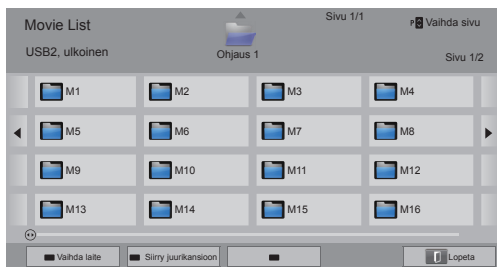 Movie List
Sivu 1/1
P Vaihda sivu
USB2, ulkoinen
Ohjaus 1
Sivu 1/2
M1 M2 M3 M4
M5 M6 M7 M8
M9 M10 M11 M12
M13 M14 M15 M16
Vaihda laite Siirry juurikansioon Lopeta